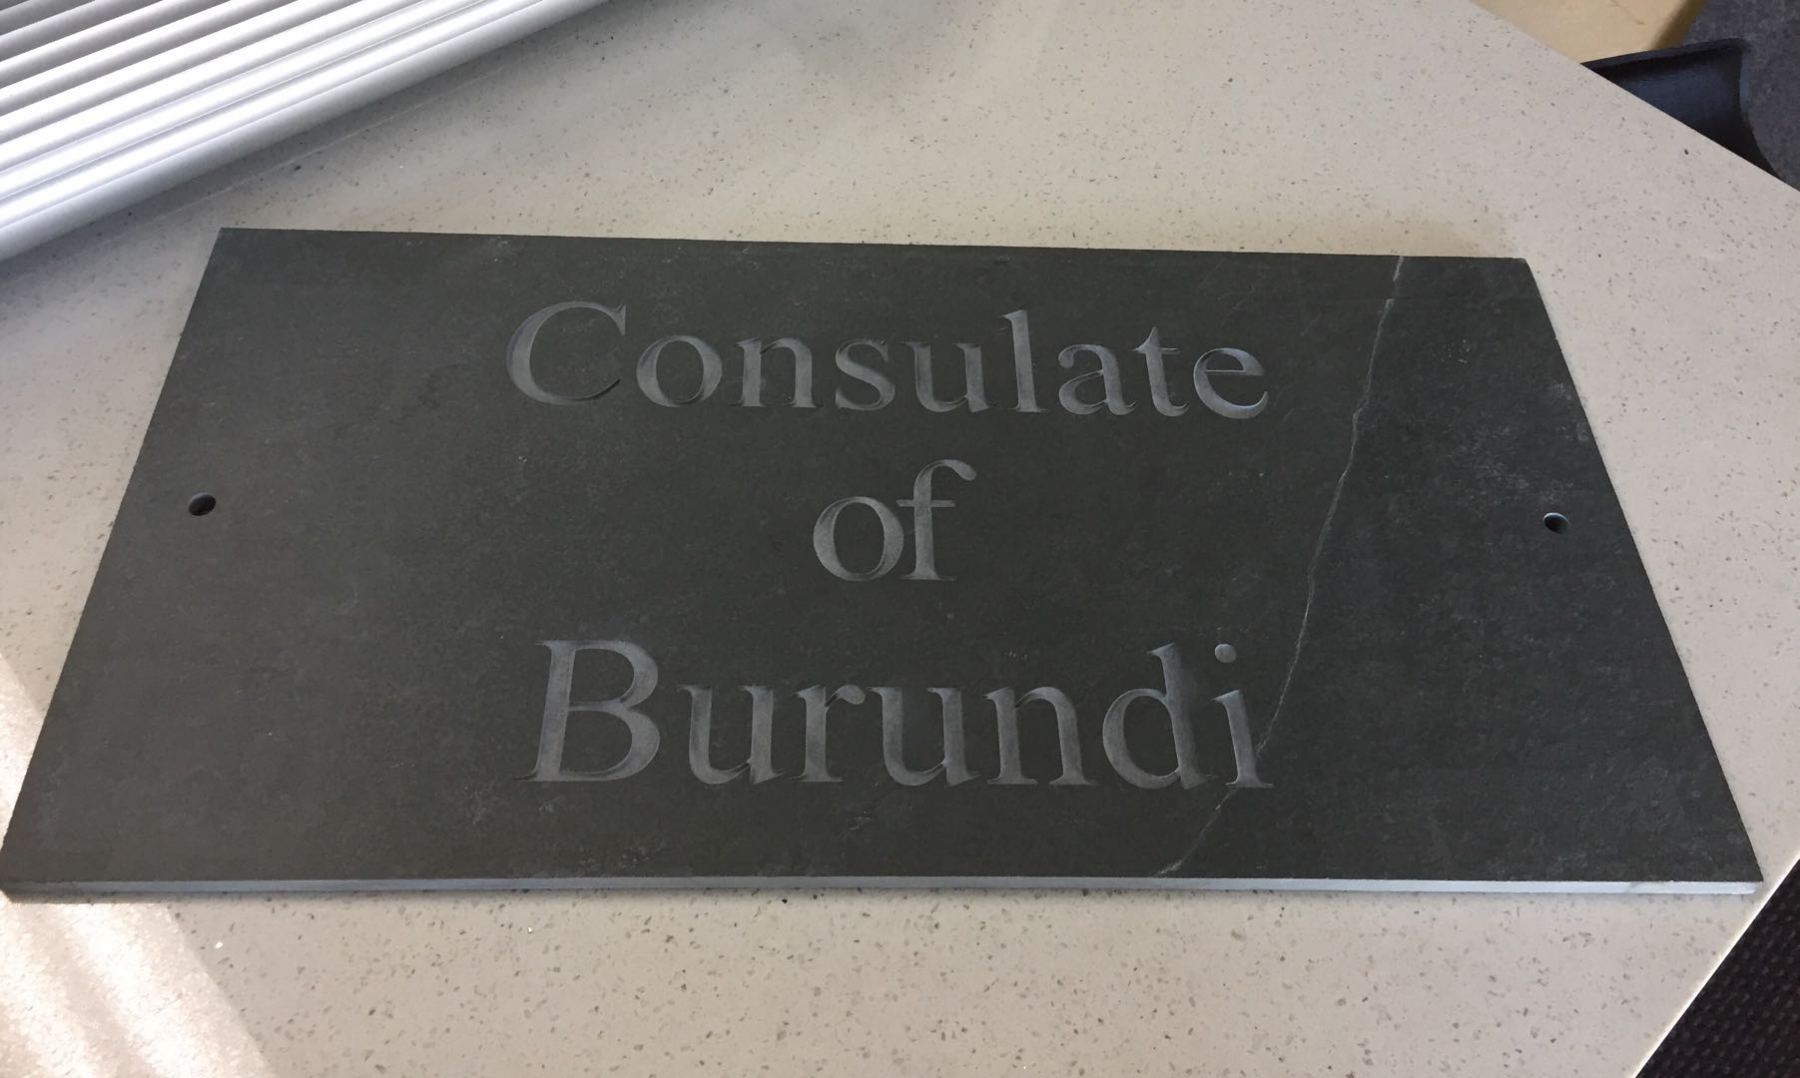 Consulate
of
Burundi